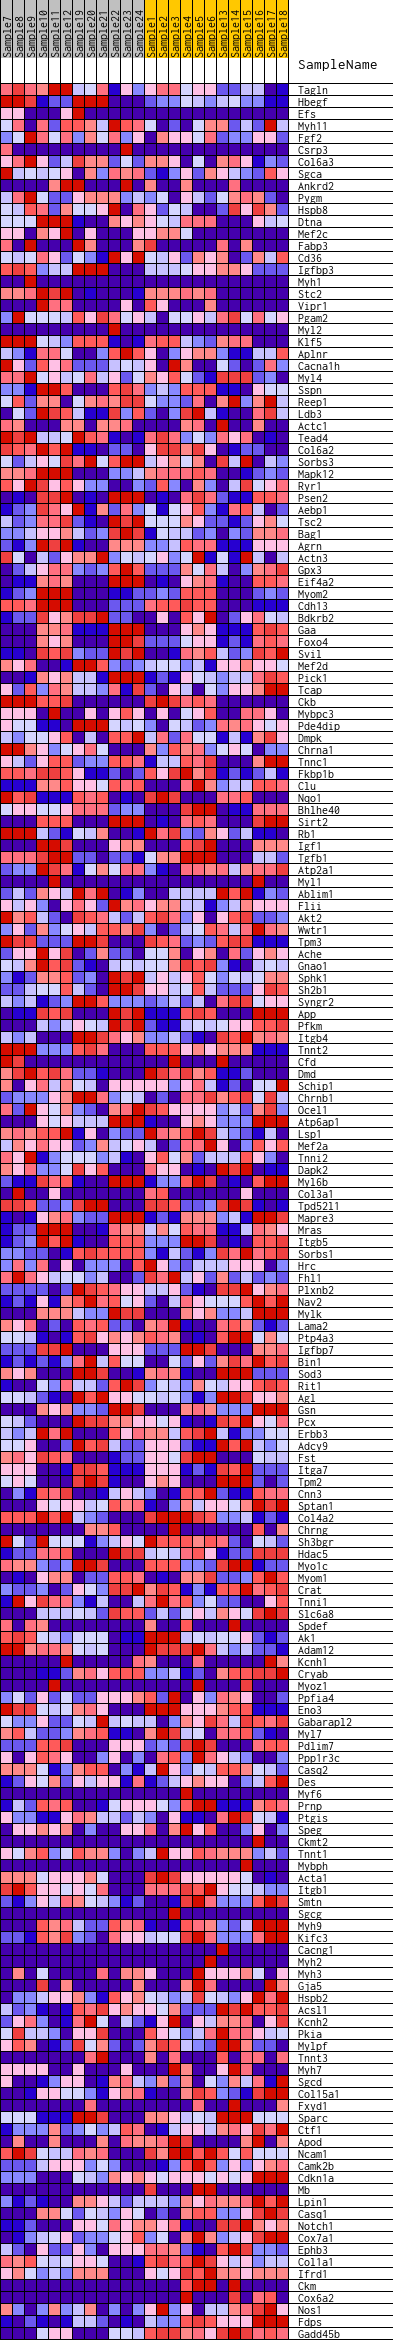 Sample7
Sample8
Sample9
Sample10
Sample11
Sample12
Sample19
Sample20
Sample21
Sample22
Sample23
Sample24
Sample1
Sample2
Sample3
Sample4
Sample5
Sample6
Sample13
Sample14
Sample15
Sample16
Sample17
Sample18
SampleName
Tagln
Hbegf
Efs
Myh11
Fgf2
Csrp3
Col6a3
Sgca
Ankrd2
Pygm
Hspb8
Dtna
Mef2c
Fabp3
Cd36
Igfbp3
Myh1
Stc2
Vipr1
Pgam2
Myl2
Klf5
Aplnr
Cacna1h
Myl4
Sspn
Reep1
Ldb3
Actc1
Tead4
Col6a2
Sorbs3
Mapk12
Ryr1
Psen2
Aebp1
Tsc2
Bag1
Agrn
Actn3
Gpx3
Eif4a2
Myom2
Cdh13
Bdkrb2
Gaa
Foxo4
Svil
Mef2d
Pick1
Tcap
Ckb
Mybpc3
Pde4dip
Dmpk
Chrna1
Tnnc1
Fkbp1b
Clu
Nqo1
Bhlhe40
Sirt2
Rb1
Igf1
Tgfb1
Atp2a1
Myl1
Ablim1
Flii
Akt2
Wwtr1
Tpm3
Ache
Gnao1
Sphk1
Sh2b1
Syngr2
App
Pfkm
Itgb4
Tnnt2
Cfd
Dmd
Schip1
Chrnb1
Ocel1
Atp6ap1
Lsp1
Mef2a
Tnni2
Dapk2
Myl6b
Col3a1
Tpd52l1
Mapre3
Mras
Itgb5
Sorbs1
Hrc
Fhl1
Plxnb2
Nav2
Mylk
Lama2
Ptp4a3
Igfbp7
Bin1
Sod3
Rit1
Agl
Gsn
Pcx
Erbb3
Adcy9
Fst
Itga7
Tpm2
Cnn3
Sptan1
Col4a2
Chrng
Sh3bgr
Hdac5
Myo1c
Myom1
Crat
Tnni1
Slc6a8
Spdef
Ak1
Adam12
Kcnh1
Cryab
Myoz1
Ppfia4
Eno3
Gabarapl2
Myl7
Pdlim7
Ppp1r3c
Casq2
Des
Myf6
Prnp
Ptgis
Speg
Ckmt2
Tnnt1
Mybph
Acta1
Itgb1
Smtn
Sgcg
Myh9
Kifc3
Cacng1
Myh2
Myh3
Gja5
Hspb2
Acsl1
Kcnh2
Pkia
Mylpf
Tnnt3
Myh7
Sgcd
Col15a1
Fxyd1
Sparc
Ctf1
Apod
Ncam1
Camk2b
Cdkn1a
Mb
Lpin1
Casq1
Notch1
Cox7a1
Ephb3
Col1a1
Ifrd1
Ckm
Cox6a2
Nos1
Fdps
Gadd45b